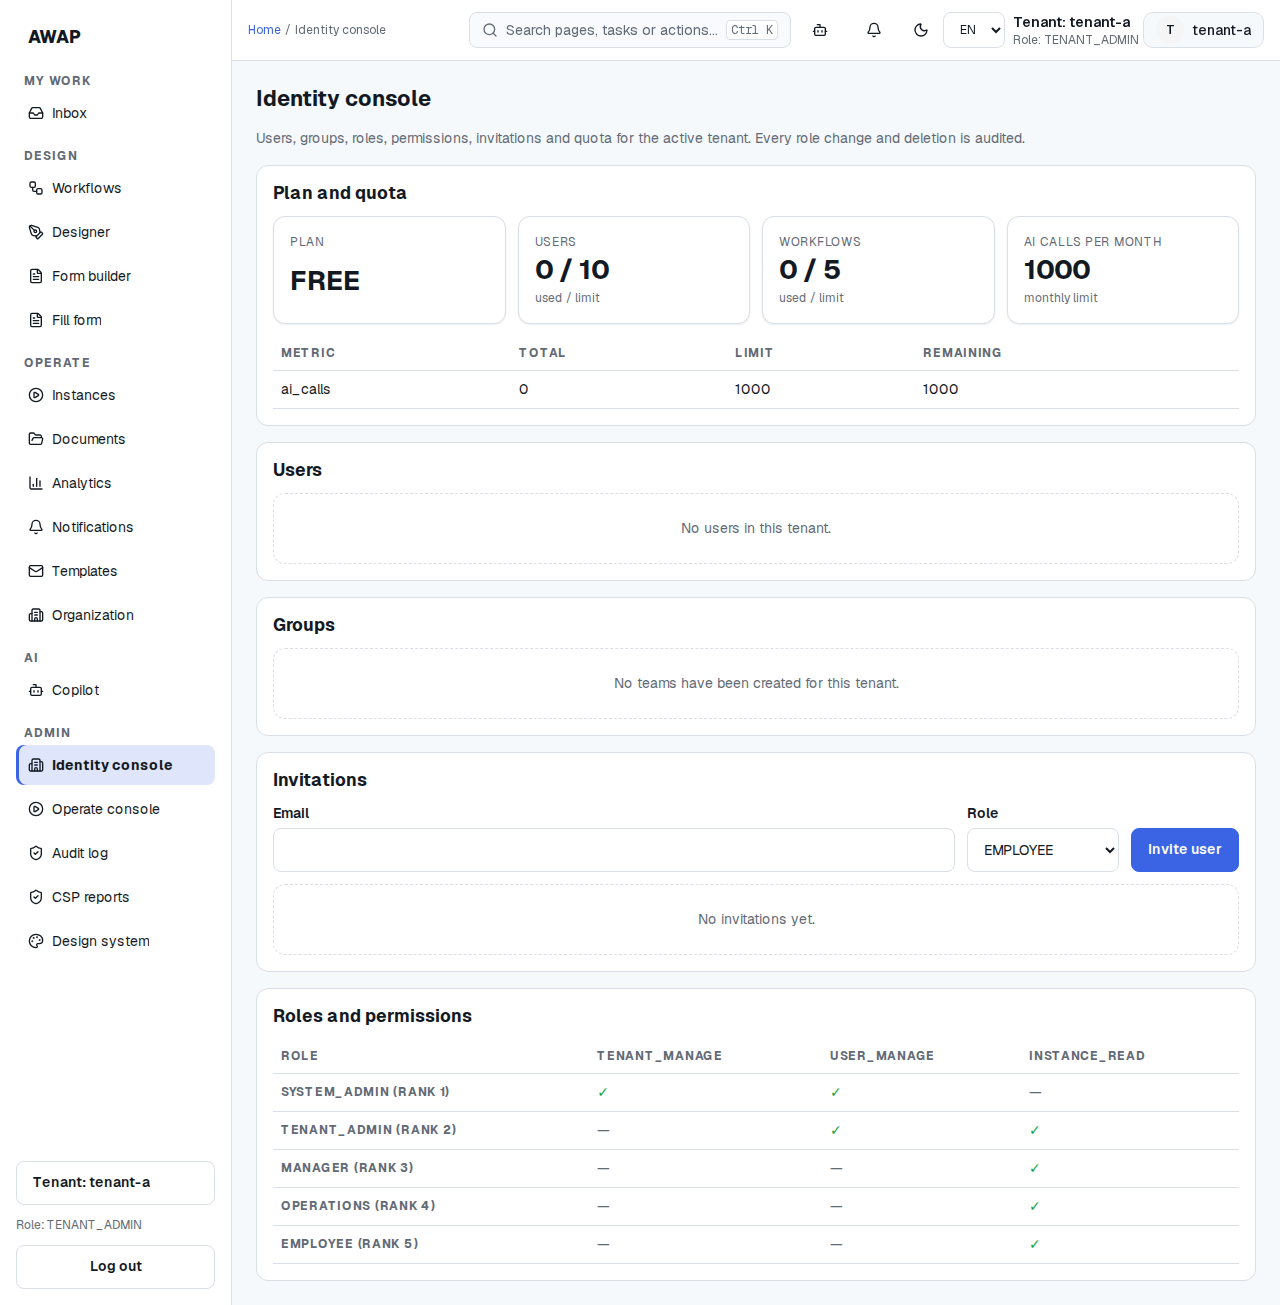 AWAP
MY WORK
Inbox
DESIGN
Workflows
Designer
Form builder
Fill form
OPERATE
Instances
Documents
Analytics
Notifications
Templates
Organization
AI
Copilot
ADMIN
Identity console
Operate console
Audit log
CSP reports
Design system
Tenant: tenant-a
Role: TENANT_ADMIN
Log out
Home / Identity console
Search pages, tasks or actions... Ctrl K
EN
Tenant: tenant-a
Role: TENANT_ADMIN
T tenant-a
Identity console
Users, groups, roles, permissions, invitations and quota for the active tenant. Every role change and deletion is audited.
Plan and quota
PLAN
FREE
USERS
0 / 10
used / limit
WORKFLOWS
0 / 5
used / limit
AI CALLS PER MONTH
1000
monthly limit
METRIC TOTAL LIMIT REMAINING
ai_calls 0 1000 1000
Users
No users in this tenant.
Groups
No teams have been created for this tenant.
Invitations
Email Role
EMPLOYEE Invite user
No invitations yet.
Roles and permissions
ROLE TENANT_MANAGE USER_MANAGE INSTANCE_READ
SYSTEM_ADMIN (RANK 1) ✓ ✓ —
TENANT_ADMIN (RANK 2) — ✓ ✓
MANAGER (RANK 3) — — ✓
OPERATIONS (RANK 4) — — ✓
EMPLOYEE (RANK 5) — — ✓